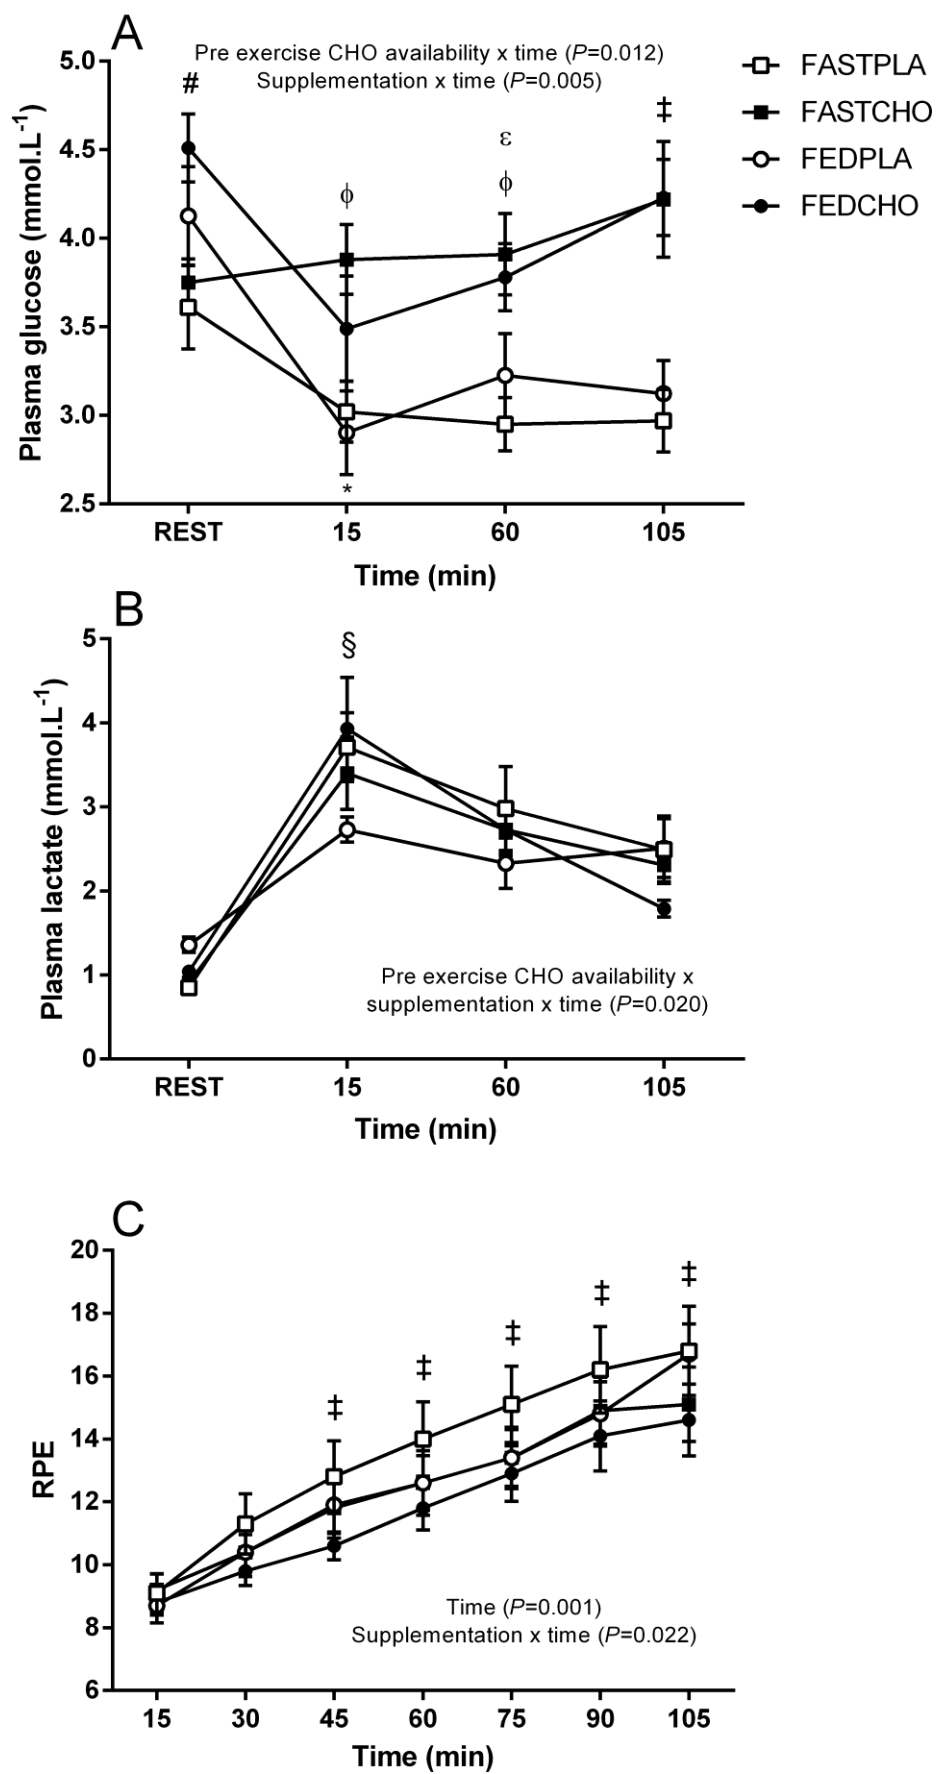 A
Pre exercise CHO availability x time (P=0.012)
Supplementation x time (P=0.005)
FASTPLA
FASTCHO
FEDPLA
FEDCHO
Plasma glucose (mmol.L-1)
5.0
4.5
4.0
3.5
3.0
2.5
#
ϕ
ε
ϕ
‡
*
REST 15 60 105
Time (min)
B
Plasma lactate (mmol.L-1)
5
4
3
2
1
0
§
Pre exercise CHO availability x
supplementation x time (P=0.020)
REST 15 60 105
Time (min)
C
RPE
20
18
16
14
12
10
8
6
‡ ‡ ‡ ‡ ‡
Time (P=0.001)
Supplementation x time (P=0.022)
15 30 45 60 75 90 105
Time (min)